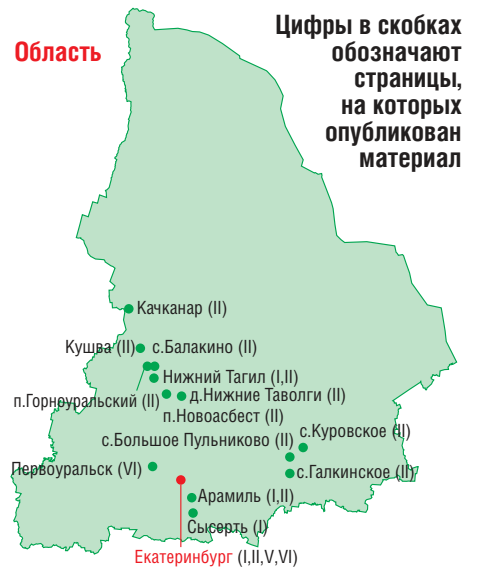 Область
Цифры в скобках
обозначают
страницы,
на которых
опубликован
материал
Качканар (II)
Кушва (II)
с.Балакино (II)
Нижний Тагил (I,II)
п.Горноуральский (II)
д.Нижние Таволги (II)
п.Новоасбест (II)
с.Большое Пульниково (II)
с.Куровское (II)
Первоуральск (VI)
с.Галкинское (II)
Арамиль (I,II)
Сысерть (I)
Екатеринбург (I,II,V,VI)